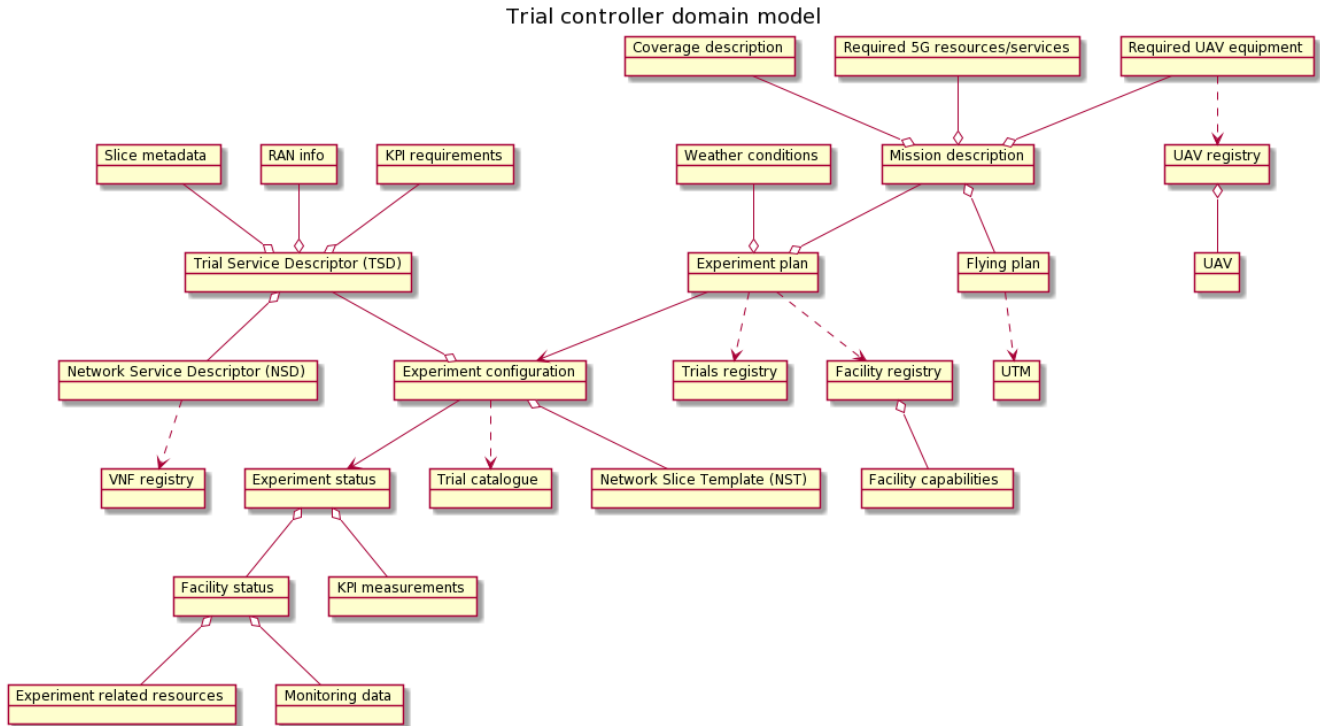 Trial controller domain model
Coverage description
Required 5G resources/services
Required UAV equipment
Slice metadata
RAN info
KPI requirements
Weather conditions
Mission description
UAV registry
Trial Service Descriptor (TSD)
Experiment plan
Flying plan
UAV
Network Service Descriptor (NSD)
Experiment configuration
Trials registry
Facility registry
UTM
VNF registry
Experiment status
Trial catalogue
Network Slice Template (NST)
Facility capabilities
Facility status
KPI measurements
Experiment related resources
Monitoring data